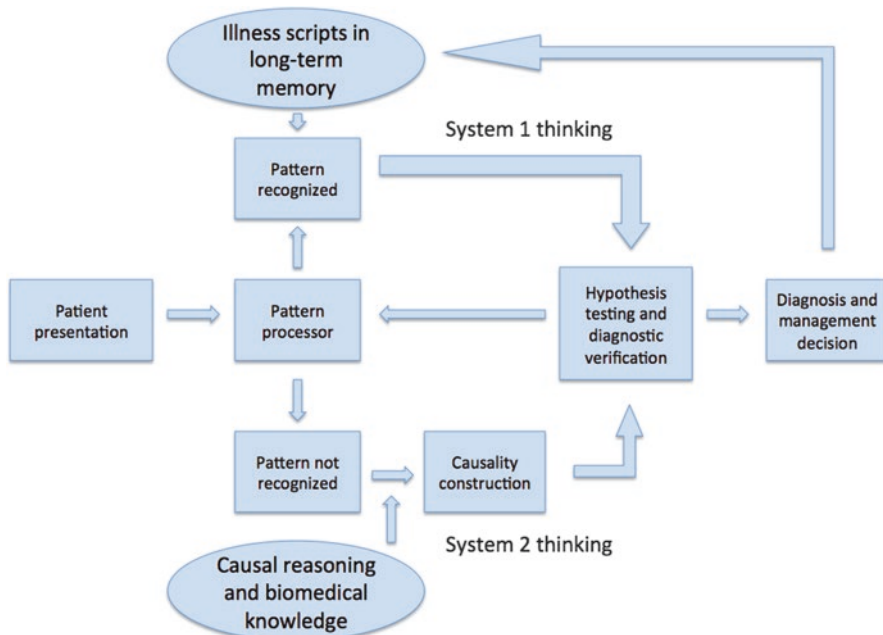 Illness scripts in
long-term
memory
System 1 thinking
Pattern
recognized
Patient
presentation
Pattern
processor
Hypothesis
testing and
diagnostic
verification
Diagnosis and
management
decision
Pattern not
recognized
Causality
construction
System 2 thinking
Causal reasoning
and biomedical
knowledge